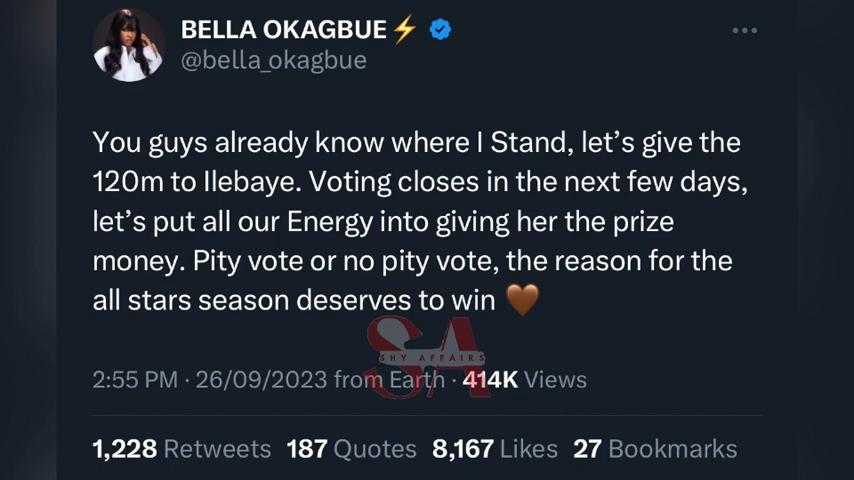 BELLA OKAGBUE⚡
@bella_okagbue
You guys already know where I Stand, let’s give the
120m to Ilebaye. Voting closes in the next few days,
let’s put all our Energy into giving her the prize
money. Pity vote or no pity vote, the reason for the
all stars season deserves to win 🤎
SA
SHY AFFAIRS
2:55 PM · 26/09/2023 from Earth · 414K Views
1,228 Retweets 187 Quotes 8,167 Likes 27 Bookmarks